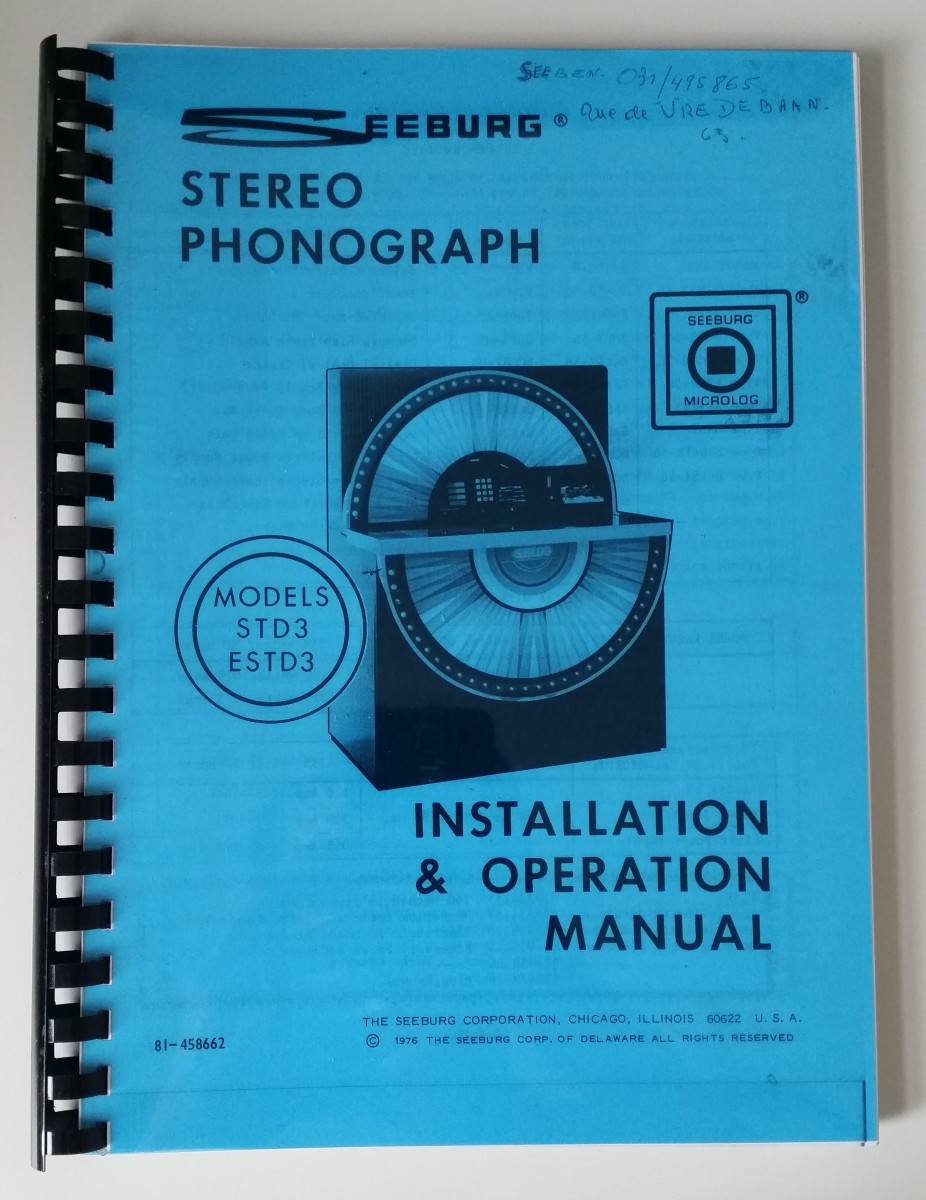 SEEBEN. 031/495865
Rue de VREDEBAAN.
63.
SEEBURG ®
STEREO
PHONOGRAPH
®
SEEBURG
MICROLOG
MODELS
STD3
ESTD3
INSTALLATION
& OPERATION
MANUAL
THE SEEBURG CORPORATION, CHICAGO, ILLINOIS 60622 U. S. A.
81-458662
© 1976 THE SEEBURG CORP. OF DELAWARE ALL RIGHTS RESERVED